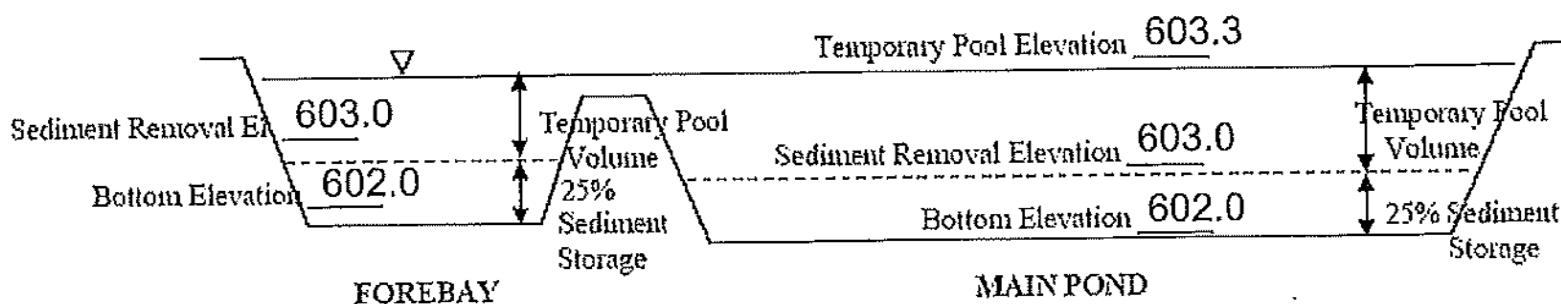 Temporary Pool Elevation 603.3
Sediment Removal El 603.0
Temporary Pool
Volume
Bottom Elevation 602.0
25%
Sediment
Storage
FOREBAY
Sediment Removal Elevation 603.0
Temporary Pool
Volume
Bottom Elevation 602.0
25% Sediment
Storage
MAIN POND